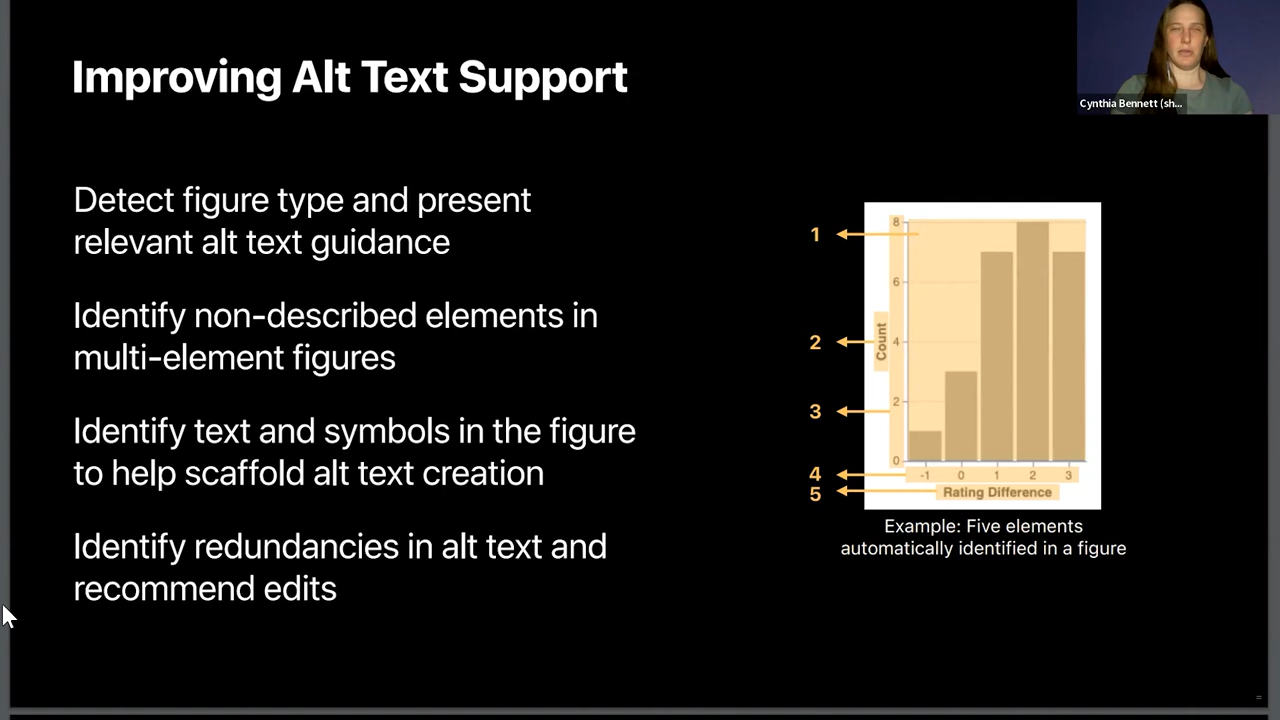 Improving Alt Text Support
Cynthia Bennett (sh...
Detect figure type and present
relevant alt text guidance
Identify non-described elements in
multi-element figures
Identify text and symbols in the figure
to help scaffold alt text creation
Identify redundancies in alt text and
recommend edits
1
2
3
4
5
Count
8
6
4
2
0
-1 0 1 2 3
Rating Difference
Example: Five elements
automatically identified in a figure